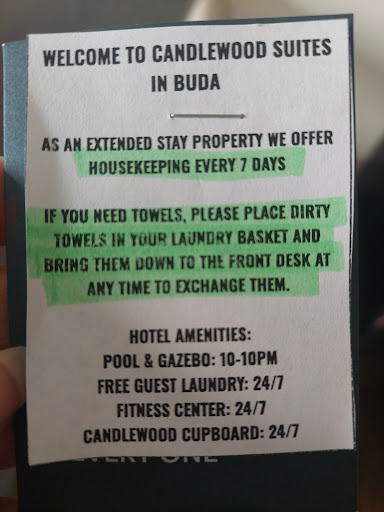 WELCOME TO CANDLEWOOD SUITES
IN BUDA
AS AN EXTENDED STAY PROPERTY WE OFFER
HOUSEKEEPING EVERY 7 DAYS
IF YOU NEED TOWELS, PLEASE PLACE DIRTY
TOWELS IN YOUR LAUNDRY BASKET AND
BRING THEM DOWN TO THE FRONT DESK AT
ANY TIME TO EXCHANGE THEM.
HOTEL AMENITIES:
POOL & GAZEBO: 10-10PM
FREE GUEST LAUNDRY: 24/7
FITNESS CENTER: 24/7
CANDLEWOOD CUPBOARD: 24/7